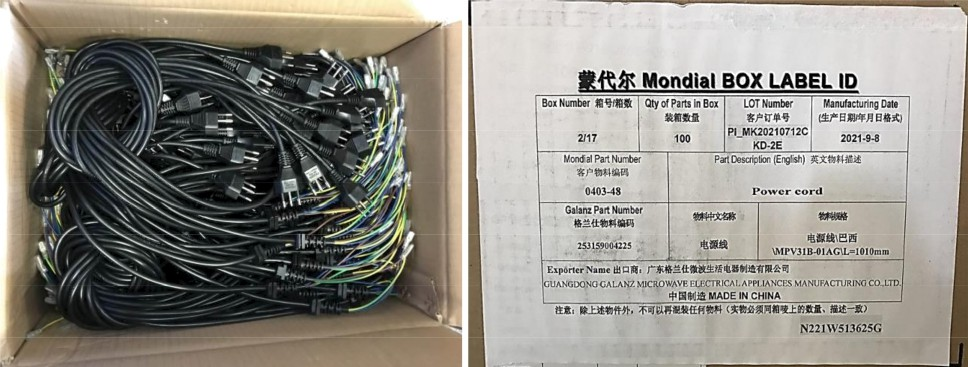 蒙代尔 Mondial BOX LABEL ID
Box Number 箱号/箱数
Qty of Parts in Box
装箱数量
LOT Number
客户订单号
Manufacturing Date
(生产日期/年月日格式)
2/17
100
PI_MK20210712C
KD-2E
2021-9-8
Mondial Part Number
客户物料编码
Part Description (English) 英文物料描述
0403-48
Power cord
Galanz Part Number
格兰仕物料编码
物料中文名称
物料规格
253159004225
电源线
电源线\巴西
\MPV31B-01AG\L=1010mm
Exporter Name 出口商：广东格兰仕微波生活电器制造有限公司
GUANGDONG GALANZ MICROWAVE ELECTRICAL APPLIANCES MANUFACTURING CO.,LTD.
中国制造 MADE IN CHINA
注意：除上述物件外，不可以再混装任何物料（实物必须同箱唛上的数量、描述一致）
N221W513625G